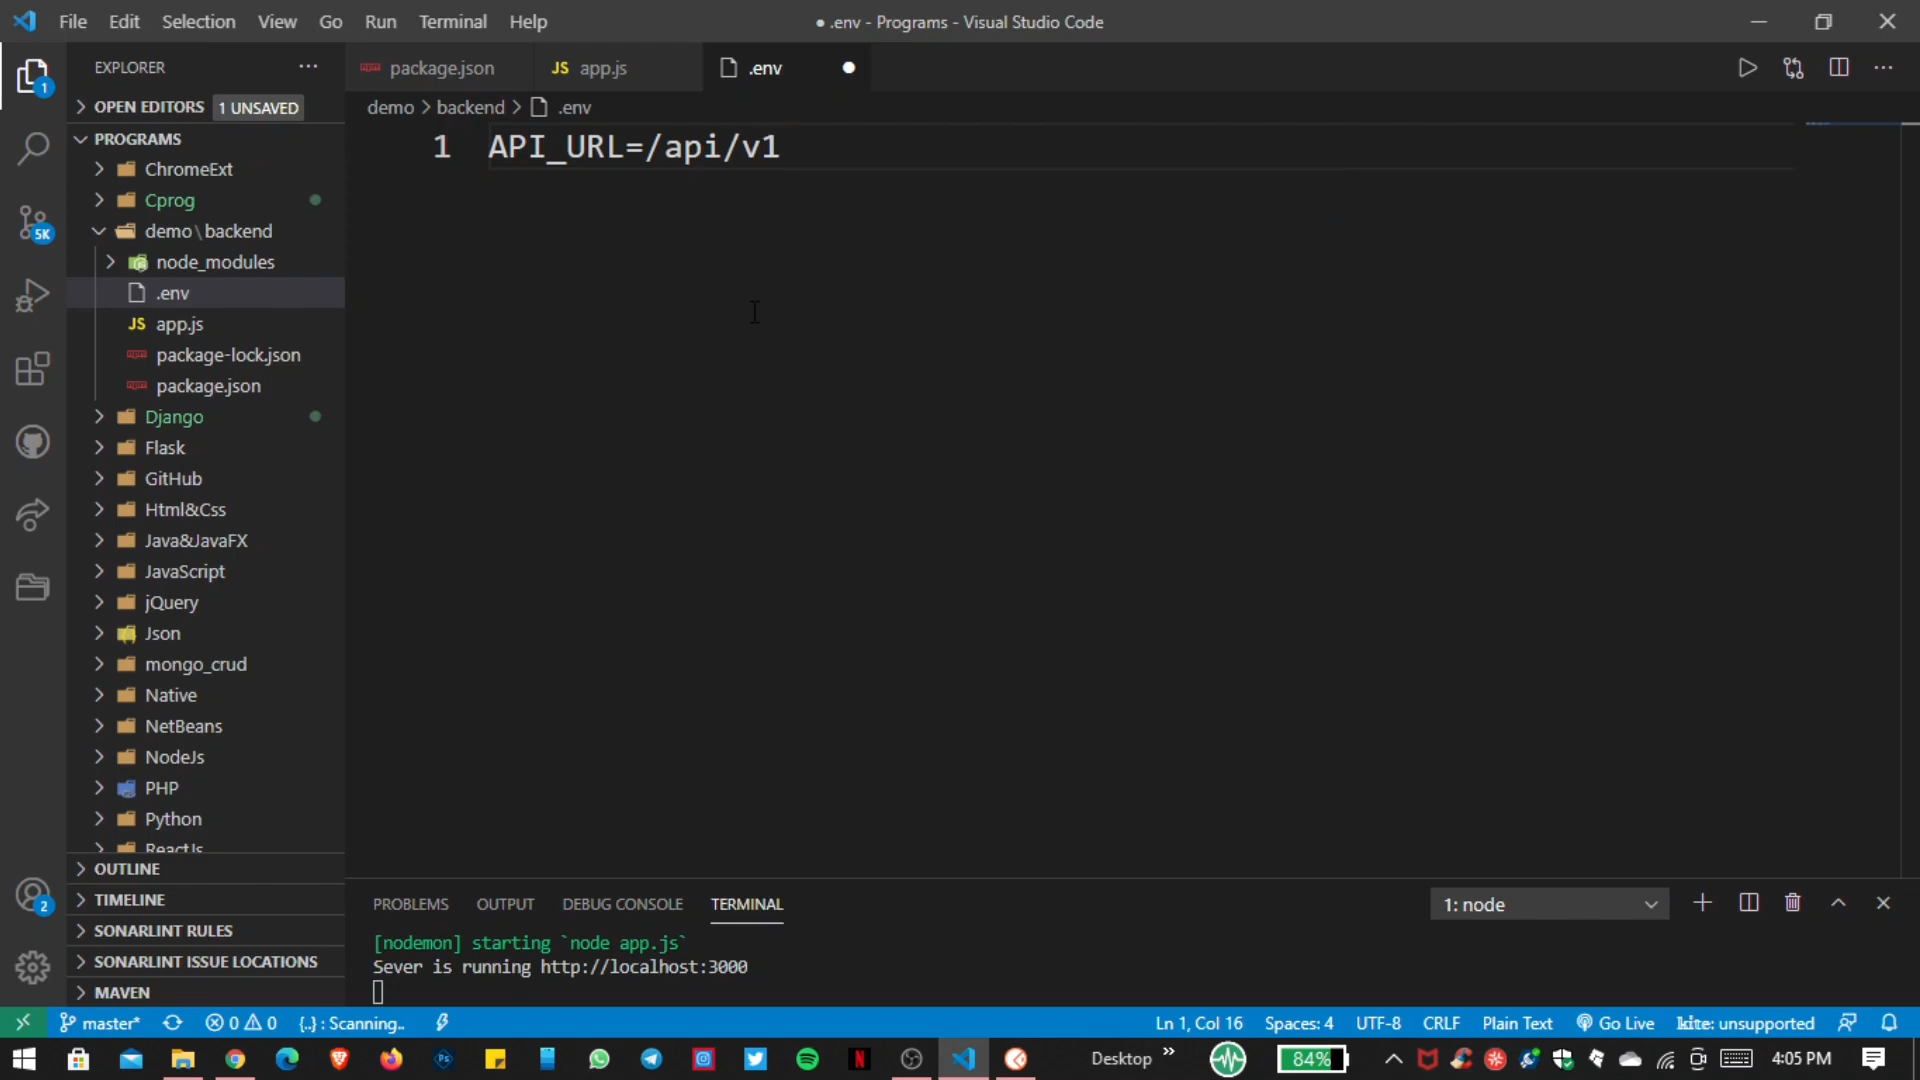 File Edit Selection View Go Run Terminal Help
● .env - Programs - Visual Studio Code
EXPLORER
package.json
JS app.js
.env
OPEN EDITORS 1 UNSAVED
demo > backend > .env
PROGRAMS
1 API_URL=/api/v1
ChromeExt
Cprog
demo\backend
node_modules
.env
JS app.js
package-lock.json
package.json
Django
Flask
GitHub
Html&Css
Java&JavaFX
JavaScript
jQuery
Json
mongo_crud
Native
NetBeans
NodeJs
PHP
Python
ReactJs
OUTLINE
TIMELINE
SONARLINT RULES
SONARLINT ISSUE LOCATIONS
MAVEN
1
5K
2
PROBLEMS OUTPUT DEBUG CONSOLE TERMINAL
1: node
[nodemon] starting `node app.js`
Sever is running http://localhost:3000
master* 0 0 {..} : Scanning..
Ln 1, Col 16 Spaces: 4 UTF-8 CRLF Plain Text Go Live kite: unsupported
Desktop » 84% 4:05 PM